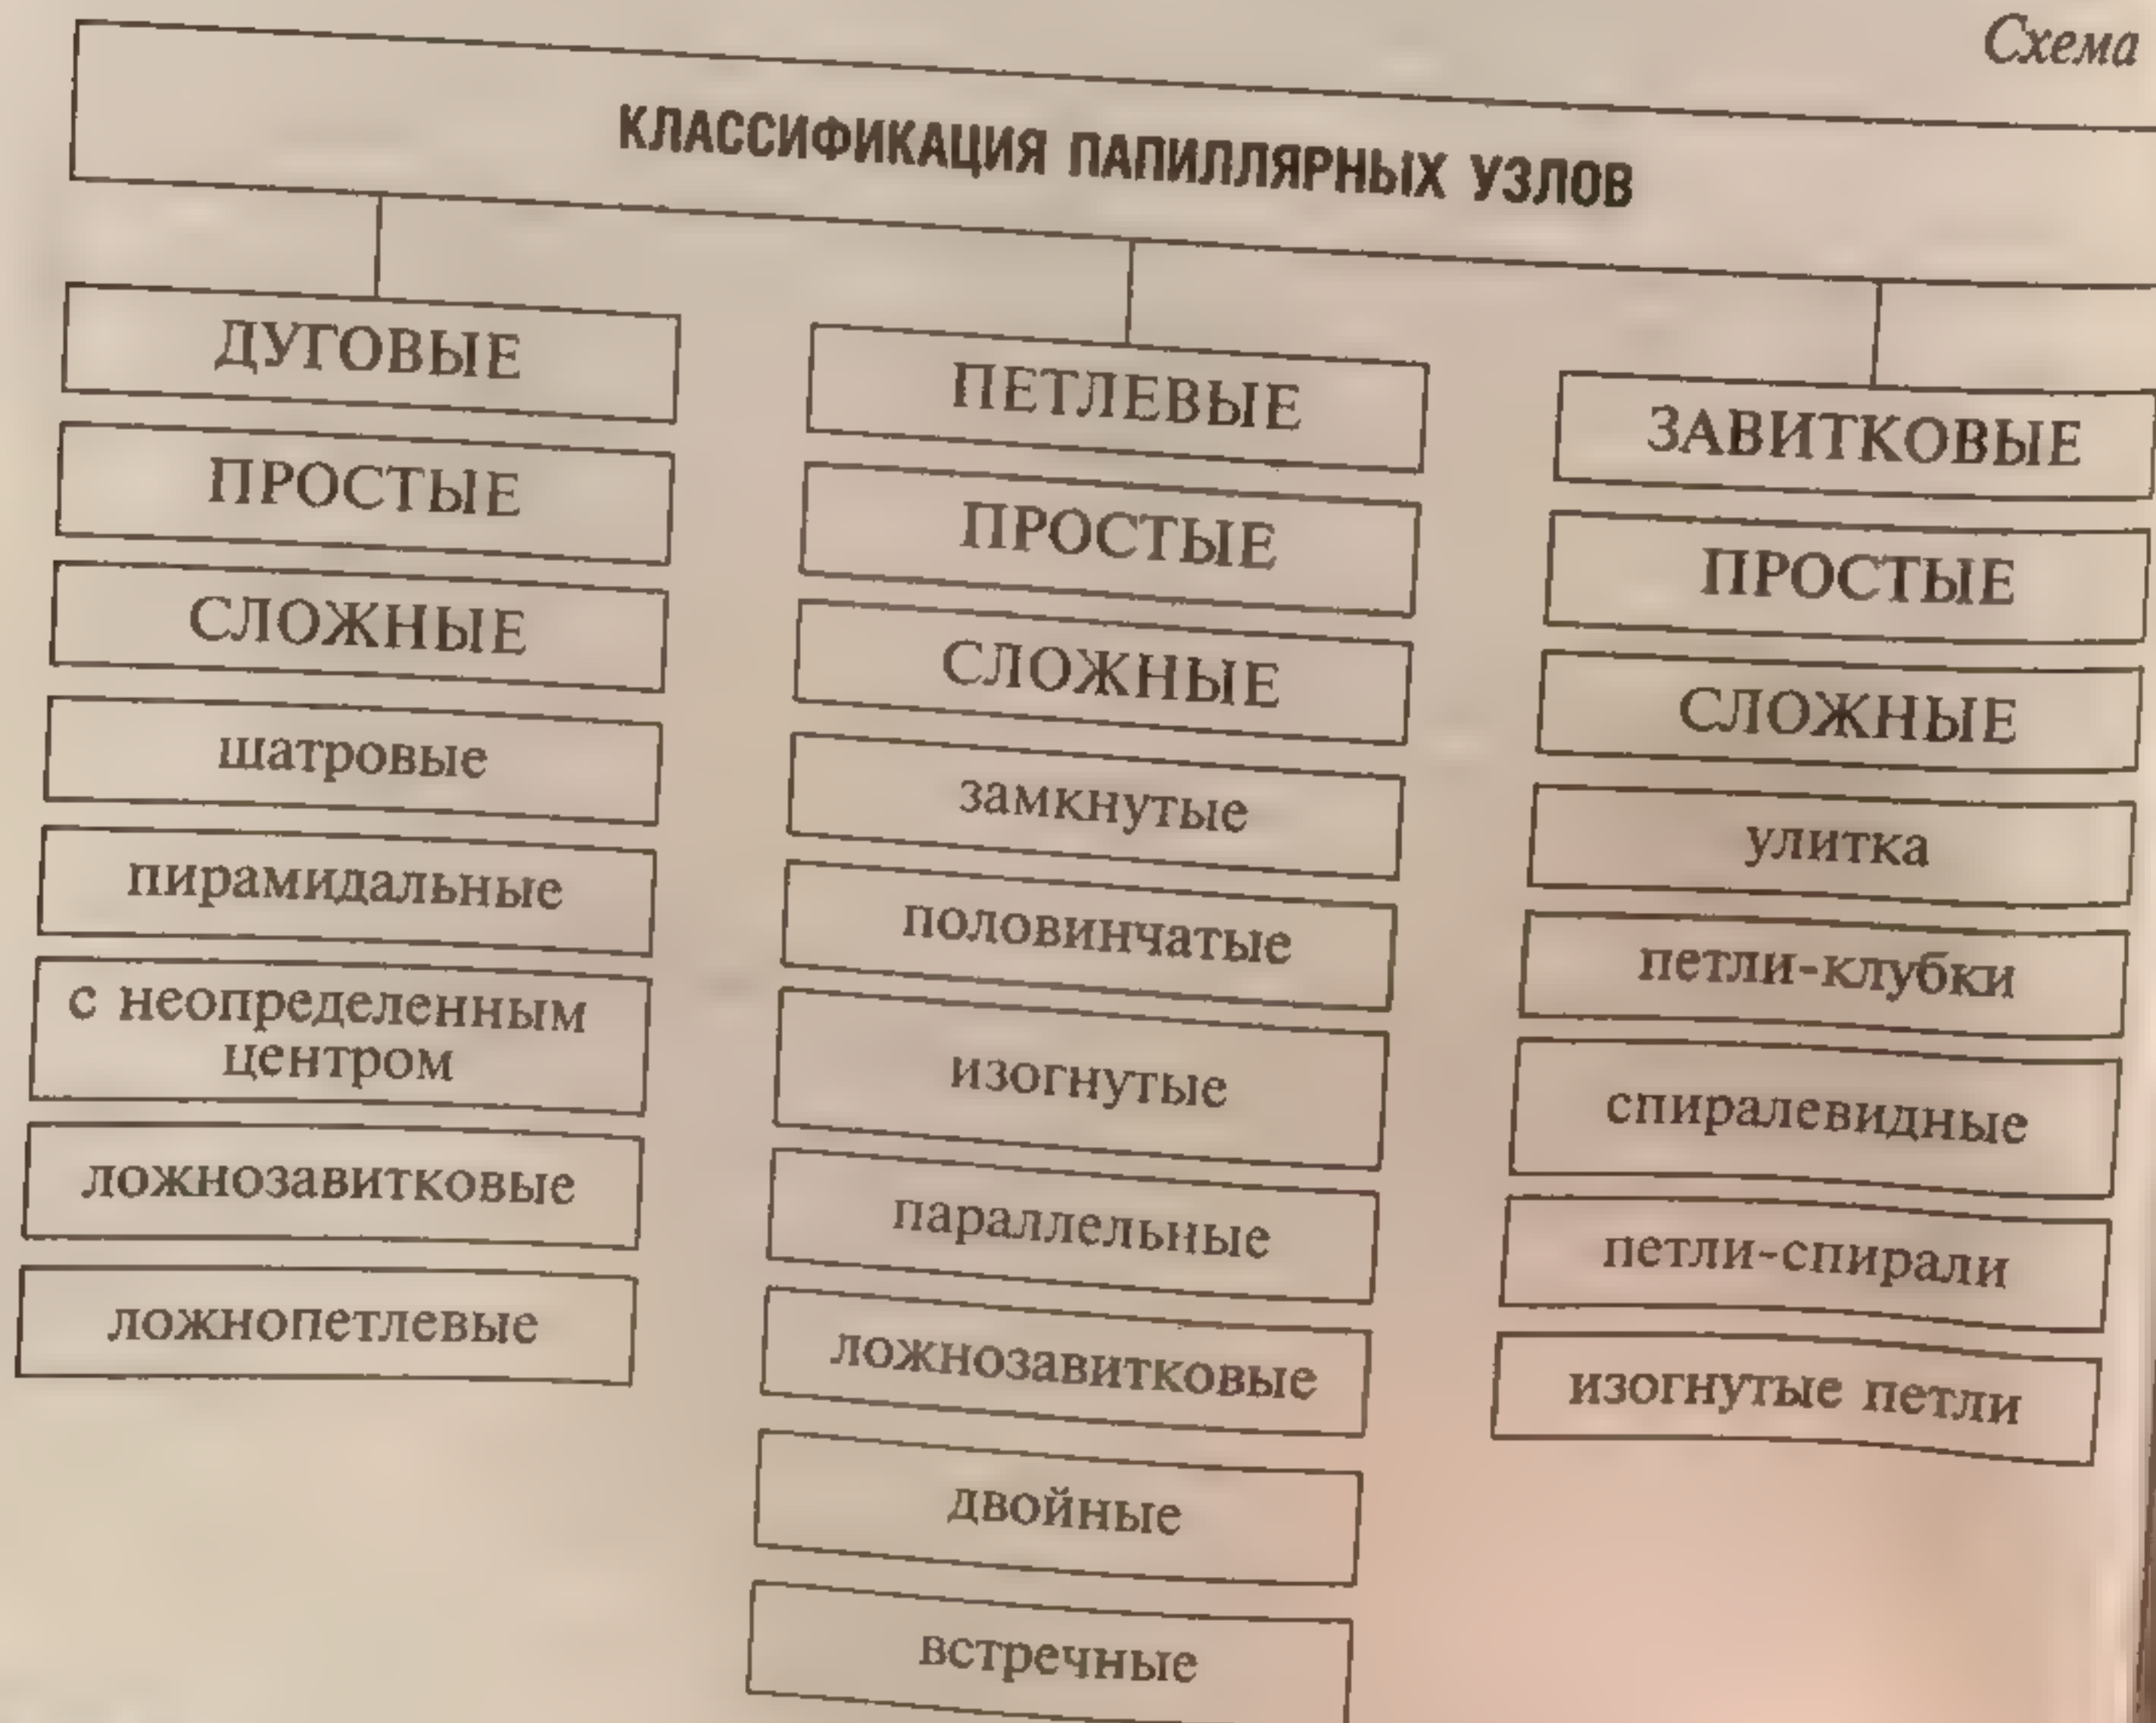 Схема
КЛАССИФИКАЦИЯ ПАПИЛЛЯРНЫХ УЗЛОВ
ДУГОВЫЕ
ПРОСТЫЕ
СЛОЖНЫЕ
шатровые
пирамидальные
с неопределенным
центром
ложнозавитковые
ложнопетлевые
ПЕТЛЕВЫЕ
ПРОСТЫЕ
СЛОЖНЫЕ
замкнутые
половинчатые
изогнутые
параллельные
ложнозавитковые
двойные
встречные
ЗАВИТКОВЫЕ
ПРОСТЫЕ
СЛОЖНЫЕ
улитка
петли-клубки
спиралевидные
петли-спирали
изогнутые петли